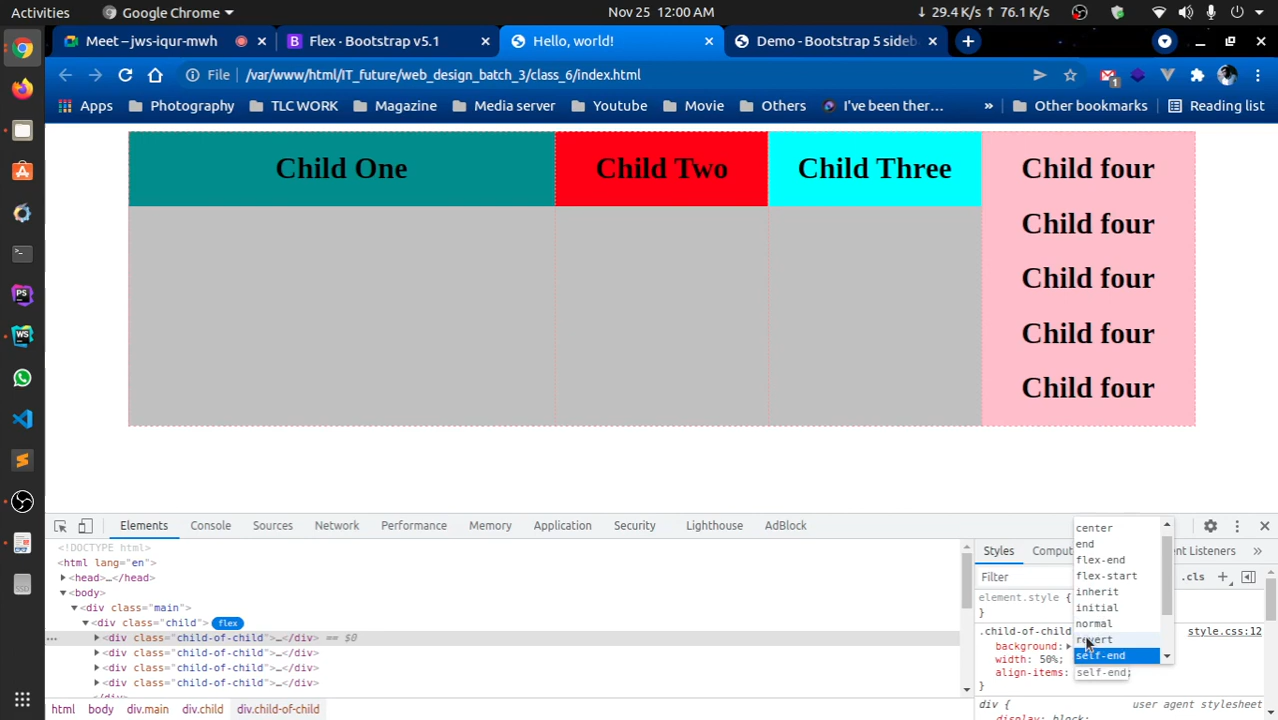 Activities Google Chrome Nov 25 12:00 AM ↓ 29.4 K/s ↑ 76.1 K/s
Meet – jws-iqur-mwh Flex · Bootstrap v5.1 Hello, world! Demo - Bootstrap 5 sideb
File /var/www/html/IT_future/web_design_batch_3/class_6/index.html 1
Apps Photography TLC WORK Magazine Media server Youtube Movie Others I've been ther… » Other bookmarks Reading list
Child One Child Two Child Three Child four
Child four
Child four
Child four
Child four
Elements Console Sources Network Performance Memory Application Security Lighthouse AdBlock
<!DOCTYPE html>
<html lang="en">
<head>…</head>
<body>
<div class="main">
<div class="child"> flex
<div class="child-of-child">…</div> == $0
<div class="child-of-child">…</div>
<div class="child-of-child">…</div>
<div class="child-of-child">…</div>
</div>
html body div.main div.child div.child-of-child
Styles Comput t Listeners »
Filter .cls
element.style {
}
.child-of-child style.css:12
background:
width: 50%;
align-items: self-end;
}
div { user agent stylesheet
display: block;
center
end
flex-end
flex-start
inherit
initial
normal
revert
self-end